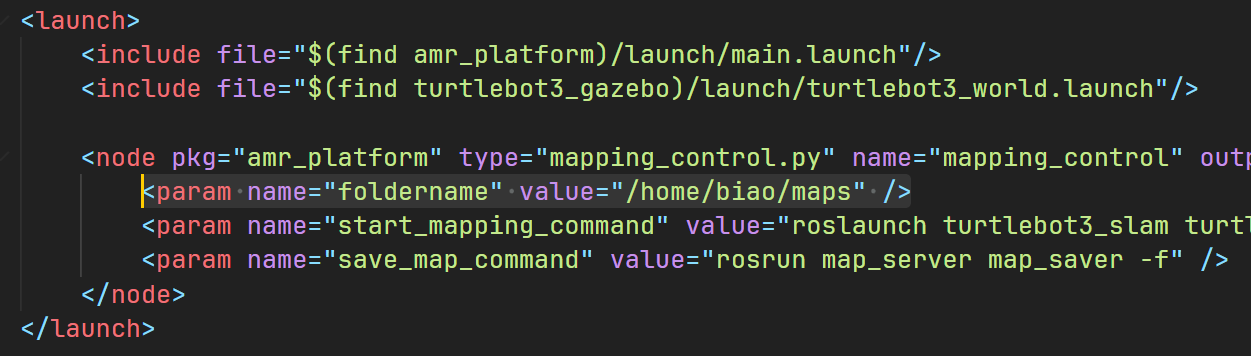 <launch>
<include file="$(find amr_platform)/launch/main.launch"/>
<include file="$(find turtlebot3_gazebo)/launch/turtlebot3_world.launch"/>
<node pkg="amr_platform" type="mapping_control.py" name="mapping_control" outp
<param name="foldername" value="/home/biao/maps" />
<param name="start_mapping_command" value="roslaunch turtlebot3_slam turtl
<param name="save_map_command" value="rosrun map_server map_saver -f" />
</node>
</launch>